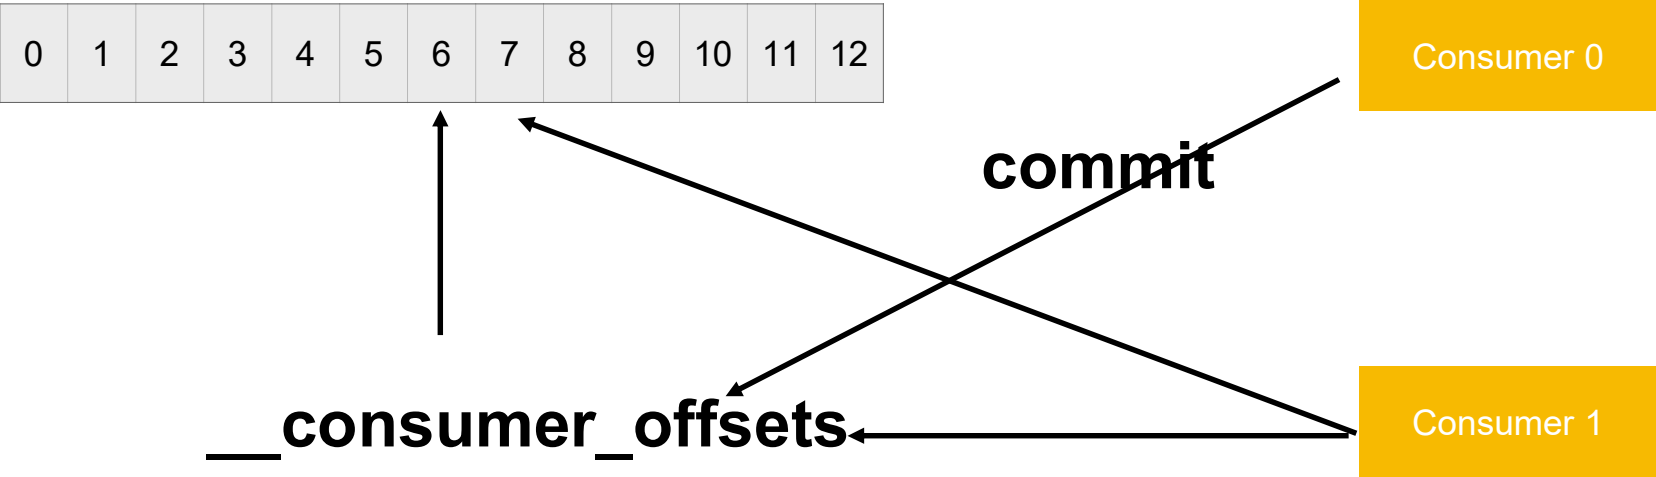 0 1 2 3 4 5 6 7 8 9 10 11 12
Consumer 0
commit
__consumer_offsets
Consumer 1